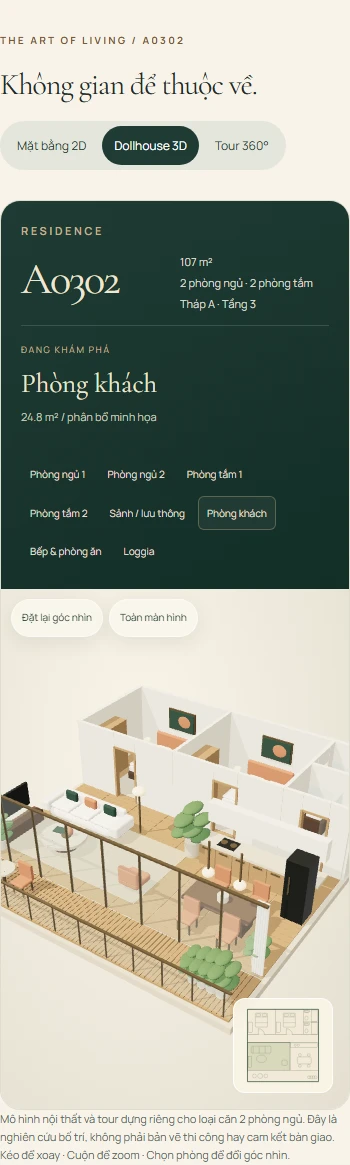 THE ART OF LIVING / A0302
Không gian để thuộc về.
Mặt bằng 2D
Dollhouse 3D
Tour 360°
RESIDENCE
A0302
107 m²
2 phòng ngủ · 2 phòng tắm
Tháp A · Tầng 3
ĐANG KHÁM PHÁ
Phòng khách
24.8 m² / phân bổ minh họa
Phòng ngủ 1
Phòng ngủ 2
Phòng tắm 1
Phòng tắm 2
Sảnh / lưu thông
Phòng khách
Bếp & phòng ăn
Loggia
Đặt lại góc nhìn
Toàn màn hình
Mô hình nội thất và tour dựng riêng cho loại căn 2 phòng ngủ. Đây là
nghiên cứu bố trí, không phải bản vẽ thi công hay cam kết bàn giao.
Kéo để xoay · Cuộn để zoom · Chọn phòng để đổi góc nhìn.